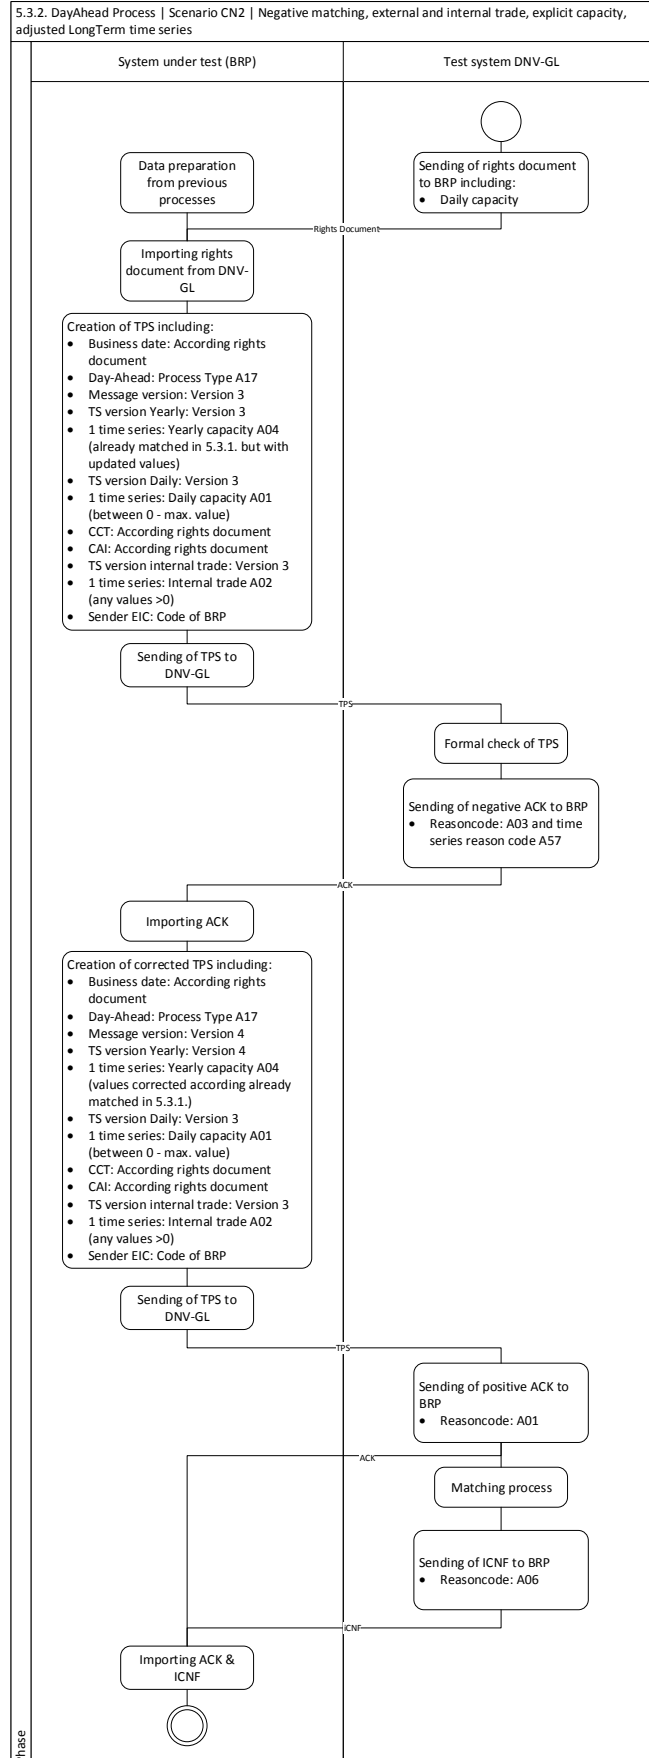 5.3.2. DayAhead Process | Scenario CN2 | Negative matching, external and internal trade, explicit capacity,
adjusted LongTerm time series
System under test (BRP)
Test system DNV-GL
Data preparation
from previous
processes
Sending of rights document
to BRP including:
• Daily capacity
Rights Document
Importing rights
document from DNV-
GL
Creation of TPS including:
• Business date: According rights
document
• Day-Ahead: Process Type A17
• Message version: Version 3
• TS version Yearly: Version 3
• 1 time series: Yearly capacity A04
(already matched in 5.3.1. but with
updated values)
• TS version Daily: Version 3
• 1 time series: Daily capacity A01
(between 0 - max. value)
• CCT: According rights document
• CAI: According rights document
• TS version internal trade: Version 3
• 1 time series: Internal trade A02
(any values >0)
• Sender EIC: Code of BRP
Sending of TPS to
DNV-GL
TPS
Formal check of TPS
Sending of negative ACK to BRP
• Reasoncode: A03 and time
series reason code A57
ACK
Importing ACK
Creation of corrected TPS including:
• Business date: According rights
document
• Day-Ahead: Process Type A17
• Message version: Version 4
• TS version Yearly: Version 4
• 1 time series: Yearly capacity A04
(values corrected according already
matched in 5.3.1.)
• TS version Daily: Version 3
• 1 time series: Daily capacity A01
(between 0 - max. value)
• CCT: According rights document
• CAI: According rights document
• TS version internal trade: Version 3
• 1 time series: Internal trade A02
(any values >0)
• Sender EIC: Code of BRP
Sending of TPS to
DNV-GL
TPS
Sending of positive ACK to
BRP
• Reasoncode: A01
ACK
Matching process
Sending of ICNF to BRP
• Reasoncode: A06
ICNF
Importing ACK &
ICNF
Phase